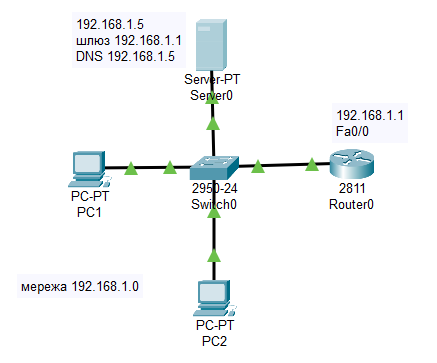 192.168.1.5
шлюз 192.168.1.1
DNS 192.168.1.5
Server-PT
Server0
192.168.1.1
Fa0/0
PC-PT
PC1
2950-24
Switch0
2811
Router0
мережа 192.168.1.0
PC-PT
PC2